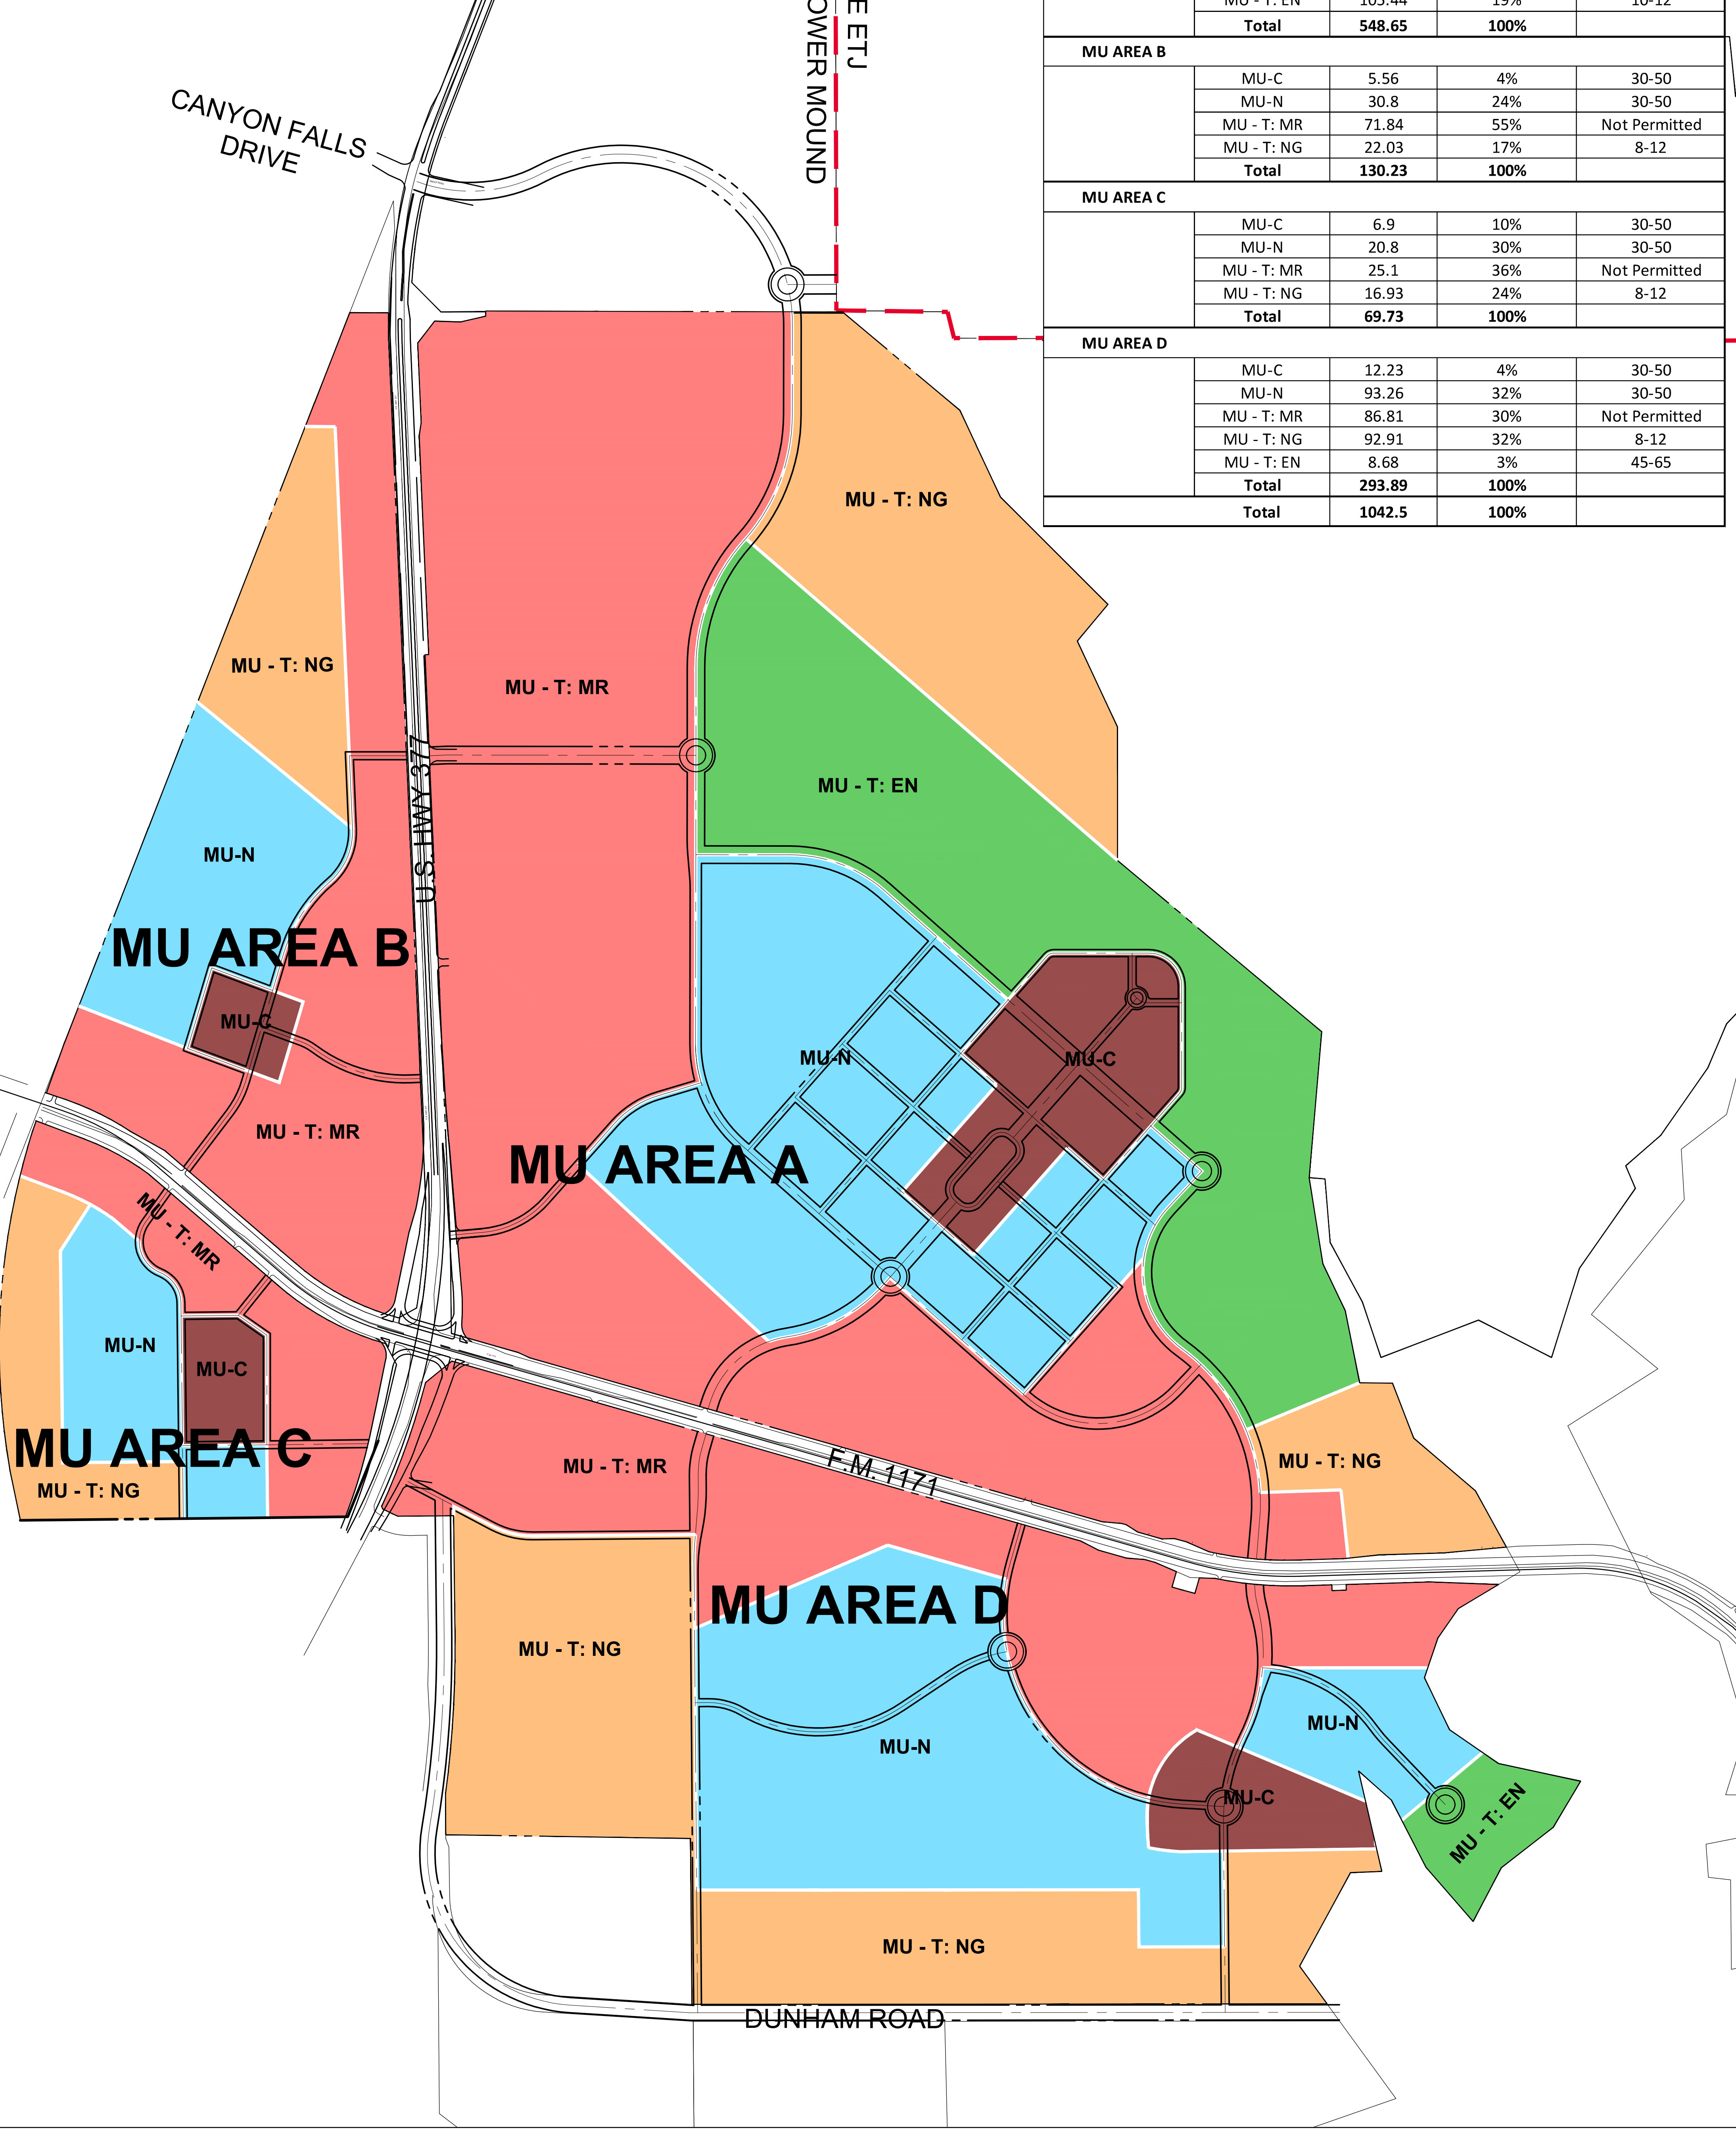 MU - T: EN 105.44 19% 10-12
Total 548.65 100%
MU AREA B
MU-C 5.56 4% 30-50
MU-N 30.8 24% 30-50
MU - T: MR 71.84 55% Not Permitted
MU - T: NG 22.03 17% 8-12
Total 130.23 100%
MU AREA C
MU-C 6.9 10% 30-50
MU-N 20.8 30% 30-50
MU - T: MR 25.1 36% Not Permitted
MU - T: NG 16.93 24% 8-12
Total 69.73 100%
MU AREA D
MU-C 12.23 4% 30-50
MU-N 93.26 32% 30-50
MU - T: MR 86.81 30% Not Permitted
MU - T: NG 92.91 32% 8-12
MU - T: EN 8.68 3% 45-65
Total 293.89 100%
Total 1042.5 100%
E ETJ
OWER MOUND
CANYON FALLS
DRIVE
MU - T: NG
MU - T: NG
MU - T: MR
MU - T: EN
U.S. HWY 377
MU-N
MU AREA B
MU-C
MU-N
MU-C
MU - T: MR
MU AREA A
MU - T: MR
MU-N
MU-C
MU AREA C
MU - T: NG
MU - T: MR
F.M. 1171
MU - T: NG
MU AREA D
MU - T: NG
MU-N
MU-N
MU-C
MU - T: EN
MU - T: NG
DUNHAM ROAD